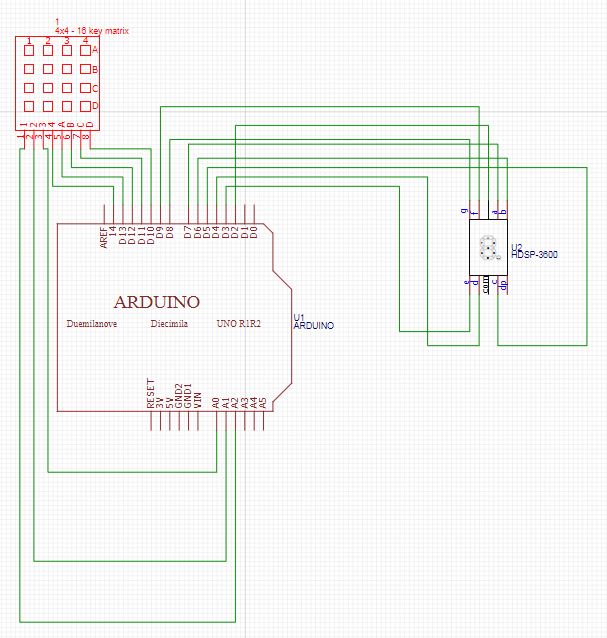 1
4x4 - 16 key matrix
1 2 3 4
A
B
C
D
1 2 3 4 A B C D
1 2 3 4 5 6 7 8
g f a b
U2
HDSP-3600
e d com c dp
AREF 14 D13 D12 D11 D10 D9 D8 D7 D6 D5 D4 D3 D2 D1 D0
ARDUINO
Duemilanove Diecimila UNO R1R2
U1
ARDUINO
RESET 3V 5V GND2 GND1 VIN A0 A1 A2 A3 A4 A5